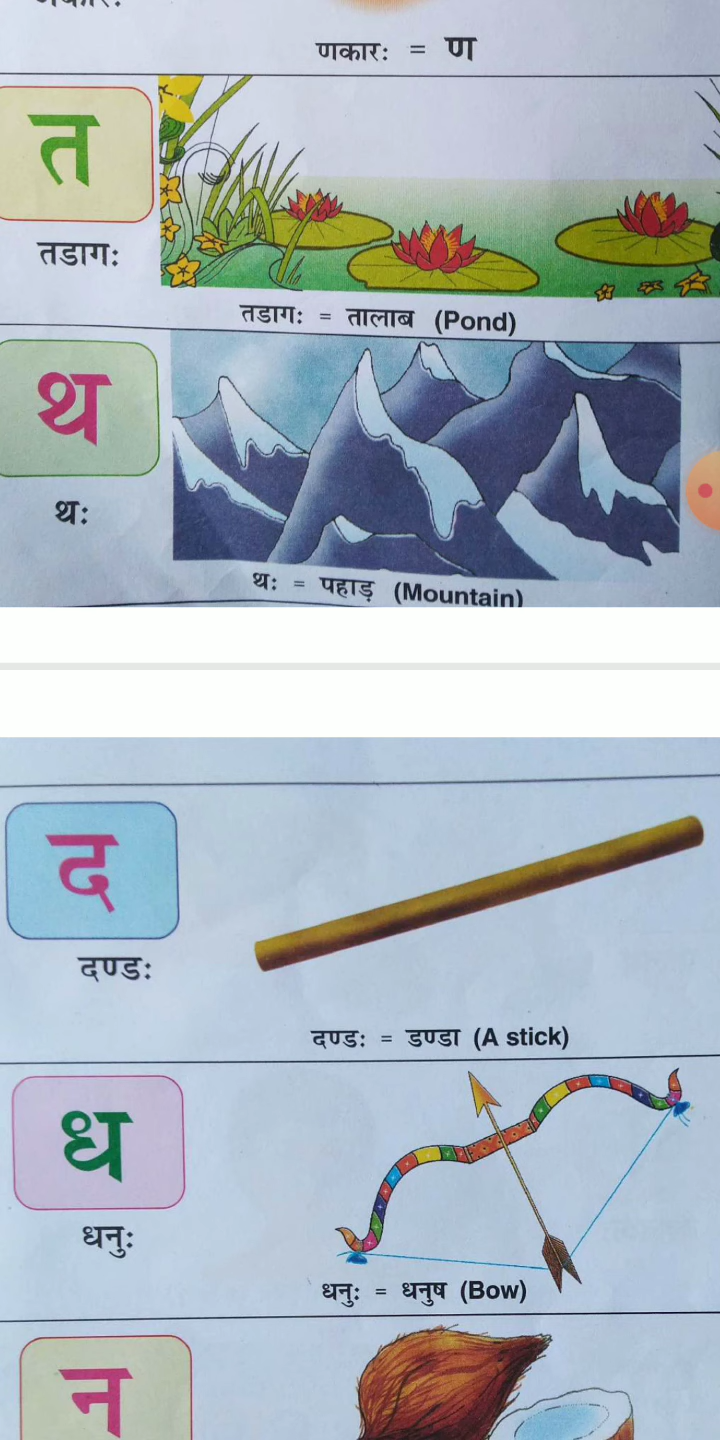 णकारः = ण
त
तडागः
तडागः = तालाब (Pond)
थ
थः
थः = पहाड़ (Mountain)
द
दण्डः
दण्डः = डण्डा (A stick)
ध
धनुः
धनुः = धनुष (Bow)
न